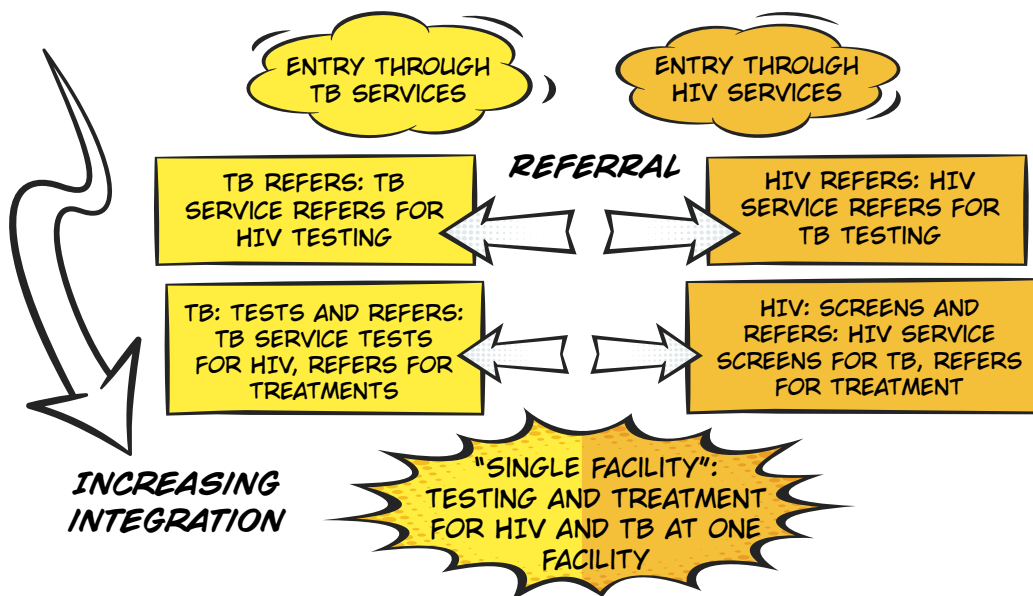 ENTRY THROUGH
TB SERVICES
ENTRY THROUGH
HIV SERVICES
REFERRAL
TB REFERS: TB
SERVICE REFERS FOR
HIV TESTING
HIV REFERS: HIV
SERVICE REFERS FOR
TB TESTING
TB: TESTS AND REFERS:
TB SERVICE TESTS
FOR HIV, REFERS FOR
TREATMENTS
HIV: SCREENS AND
REFERS: HIV SERVICE
SCREENS FOR TB, REFERS
FOR TREATMENT
INCREASING
INTEGRATION
"SINGLE FACILITY":
TESTING AND TREATMENT
FOR HIV AND TB AT ONE
FACILITY